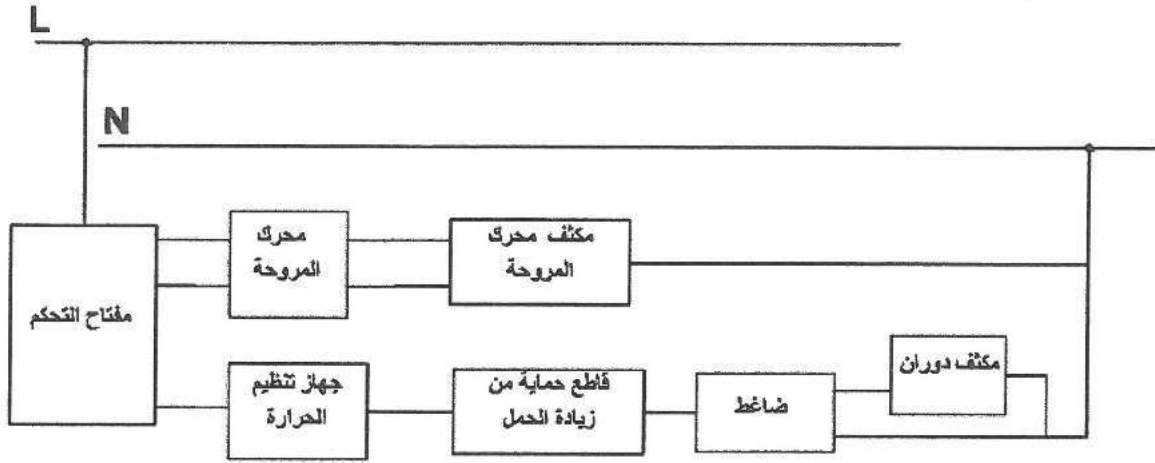 L
N
محرك
المروحة
مكثف محرك
المروحة
مفتاح التحكم
جهاز تنظيم
الحرارة
قاطع حماية من
زيادة الحمل
ضاغط
مكثف دوران